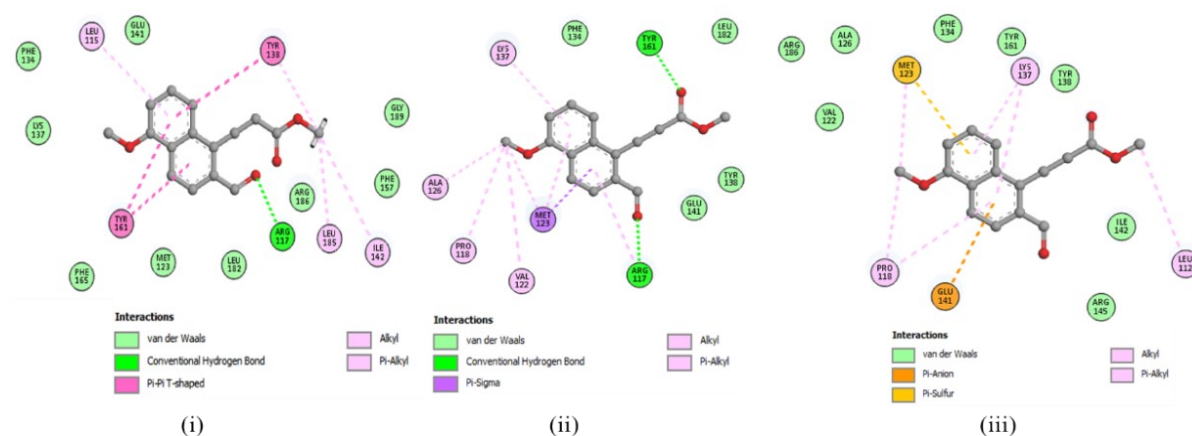 LEU 115
GLU 141
PHE 134
TYR 138
LYS 137
GLY 189
PHE 157
ARG 186
TYR 161
ARG 117
LEU 185
ILE 142
PHE 165
MET 123
LEU 182
Interactions
van der Waals
Conventional Hydrogen Bond
Pi-Pi T-shaped
Alkyl
Pi-Alkyl
(i)
LYS 137
PHE 134
TYR 161
LEU 182
ALA 126
TYR 138
GLU 141
MET 123
PRO 118
VAL 122
ARG 117
Interactions
van der Waals
Conventional Hydrogen Bond
Pi-Sigma
Alkyl
Pi-Alkyl
(ii)
ARG 186
ALA 126
PHE 134
TYR 161
MET 123
LYS 137
TYR 138
VAL 122
ILE 142
PRO 118
LEU 112
GLU 141
ARG 145
Interactions
van der Waals
Pi-Anion
Pi-Sulfur
Alkyl
Pi-Alkyl
(iii)